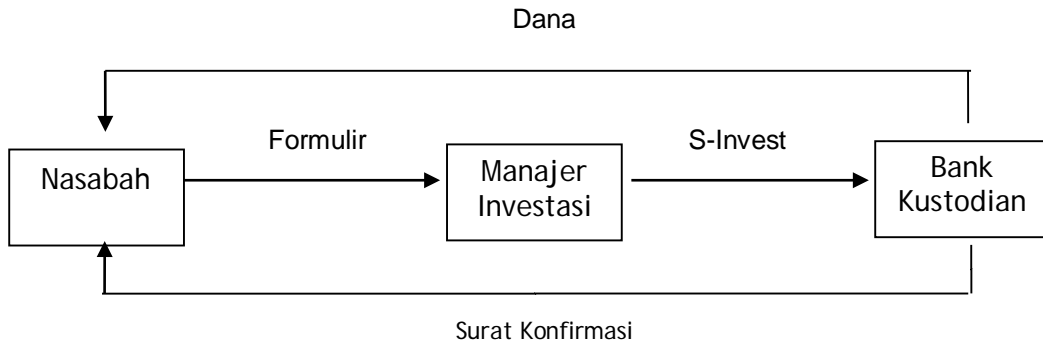 Dana
Formulir
S-Invest
Nasabah
Manajer
Investasi
Bank
Kustodian
Surat Konfirmasi